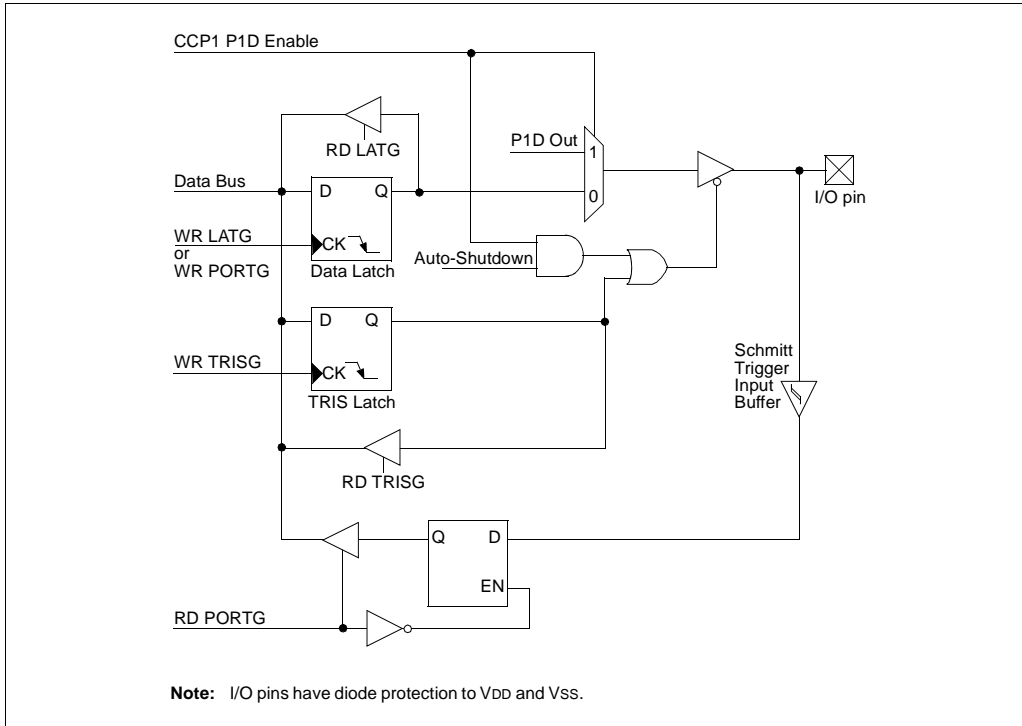 CCP1 P1D Enable
RD LATG
P1D Out
1
0
Data Bus
D Q
CK
Data Latch
WR LATG
or
WR PORTG
I/O pin
Auto-Shutdown
D Q
CK
TRIS Latch
WR TRISG
Schmitt
Trigger
Input
Buffer
RD TRISG
Q D
EN
RD PORTG
Note: I/O pins have diode protection to VDD and VSS.